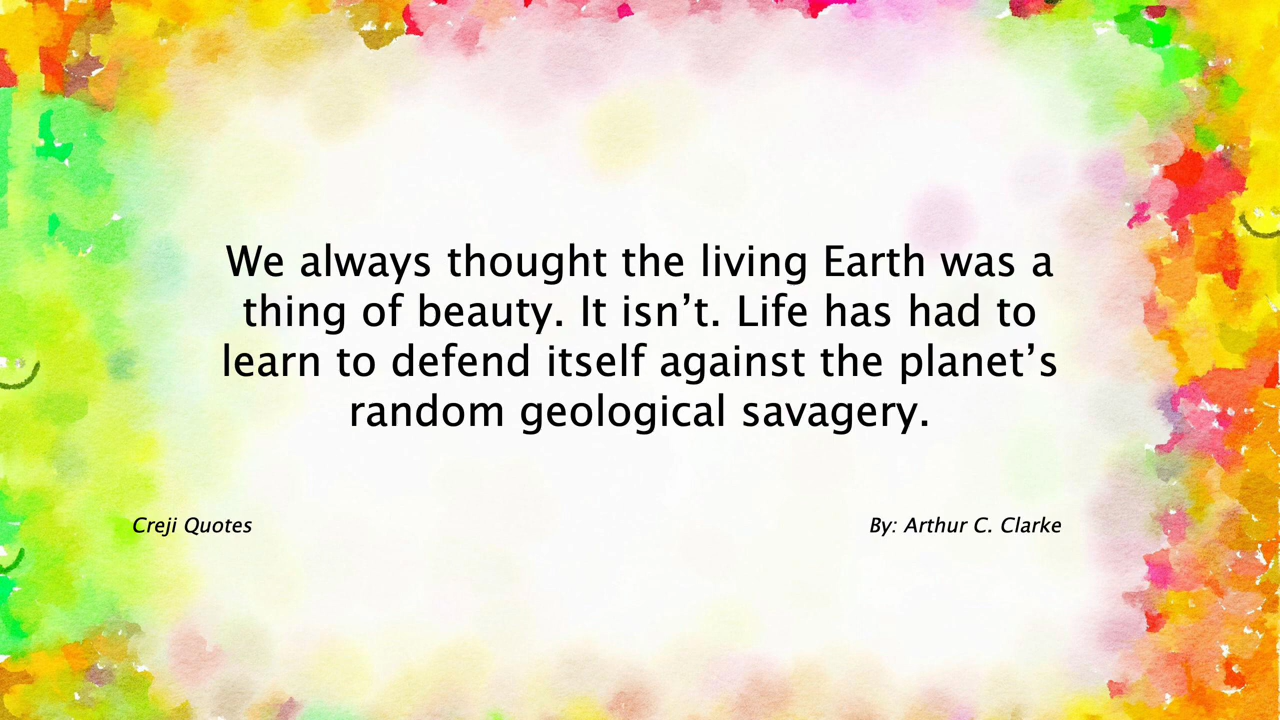 We always thought the living Earth was a
thing of beauty. It isn’t. Life has had to
learn to defend itself against the planet’s
random geological savagery.
Creji Quotes
By: Arthur C. Clarke